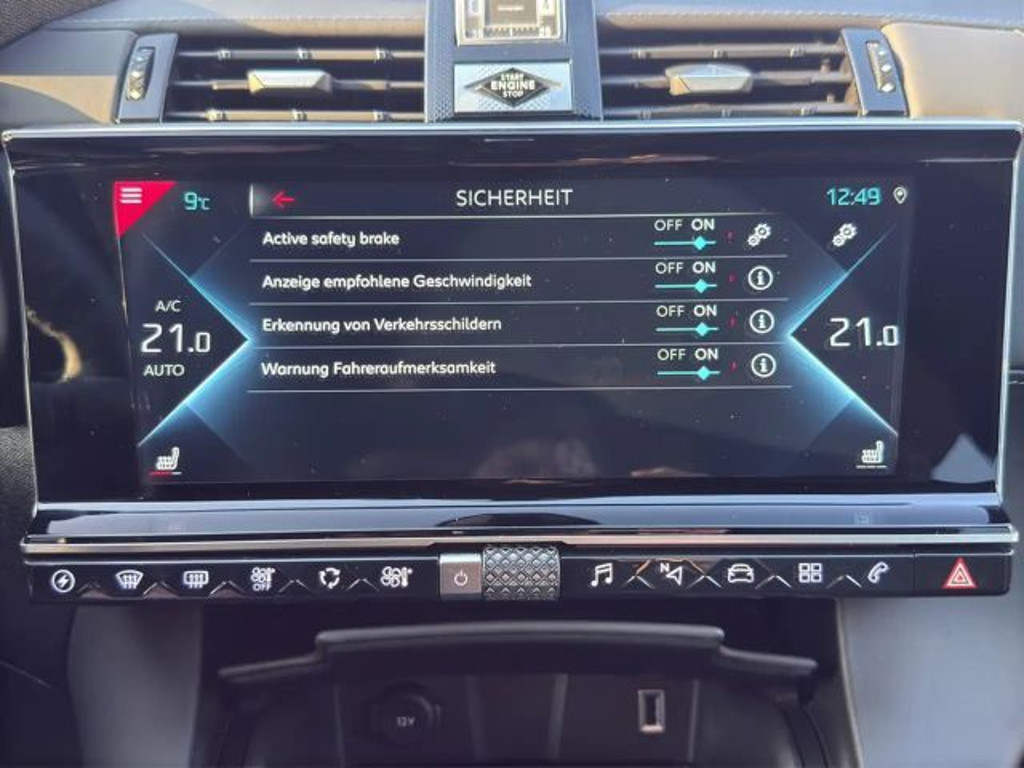 START
ENGINE
STOP
9°C
SICHERHEIT
12:49
Active safety brake
OFF ON
Anzeige empfohlene Geschwindigkeit
OFF ON
Erkennung von Verkehrsschildern
OFF ON
Warnung Fahreraufmerksamkeit
OFF ON
A/C
21.0
AUTO
21.0
OFF
N
12V